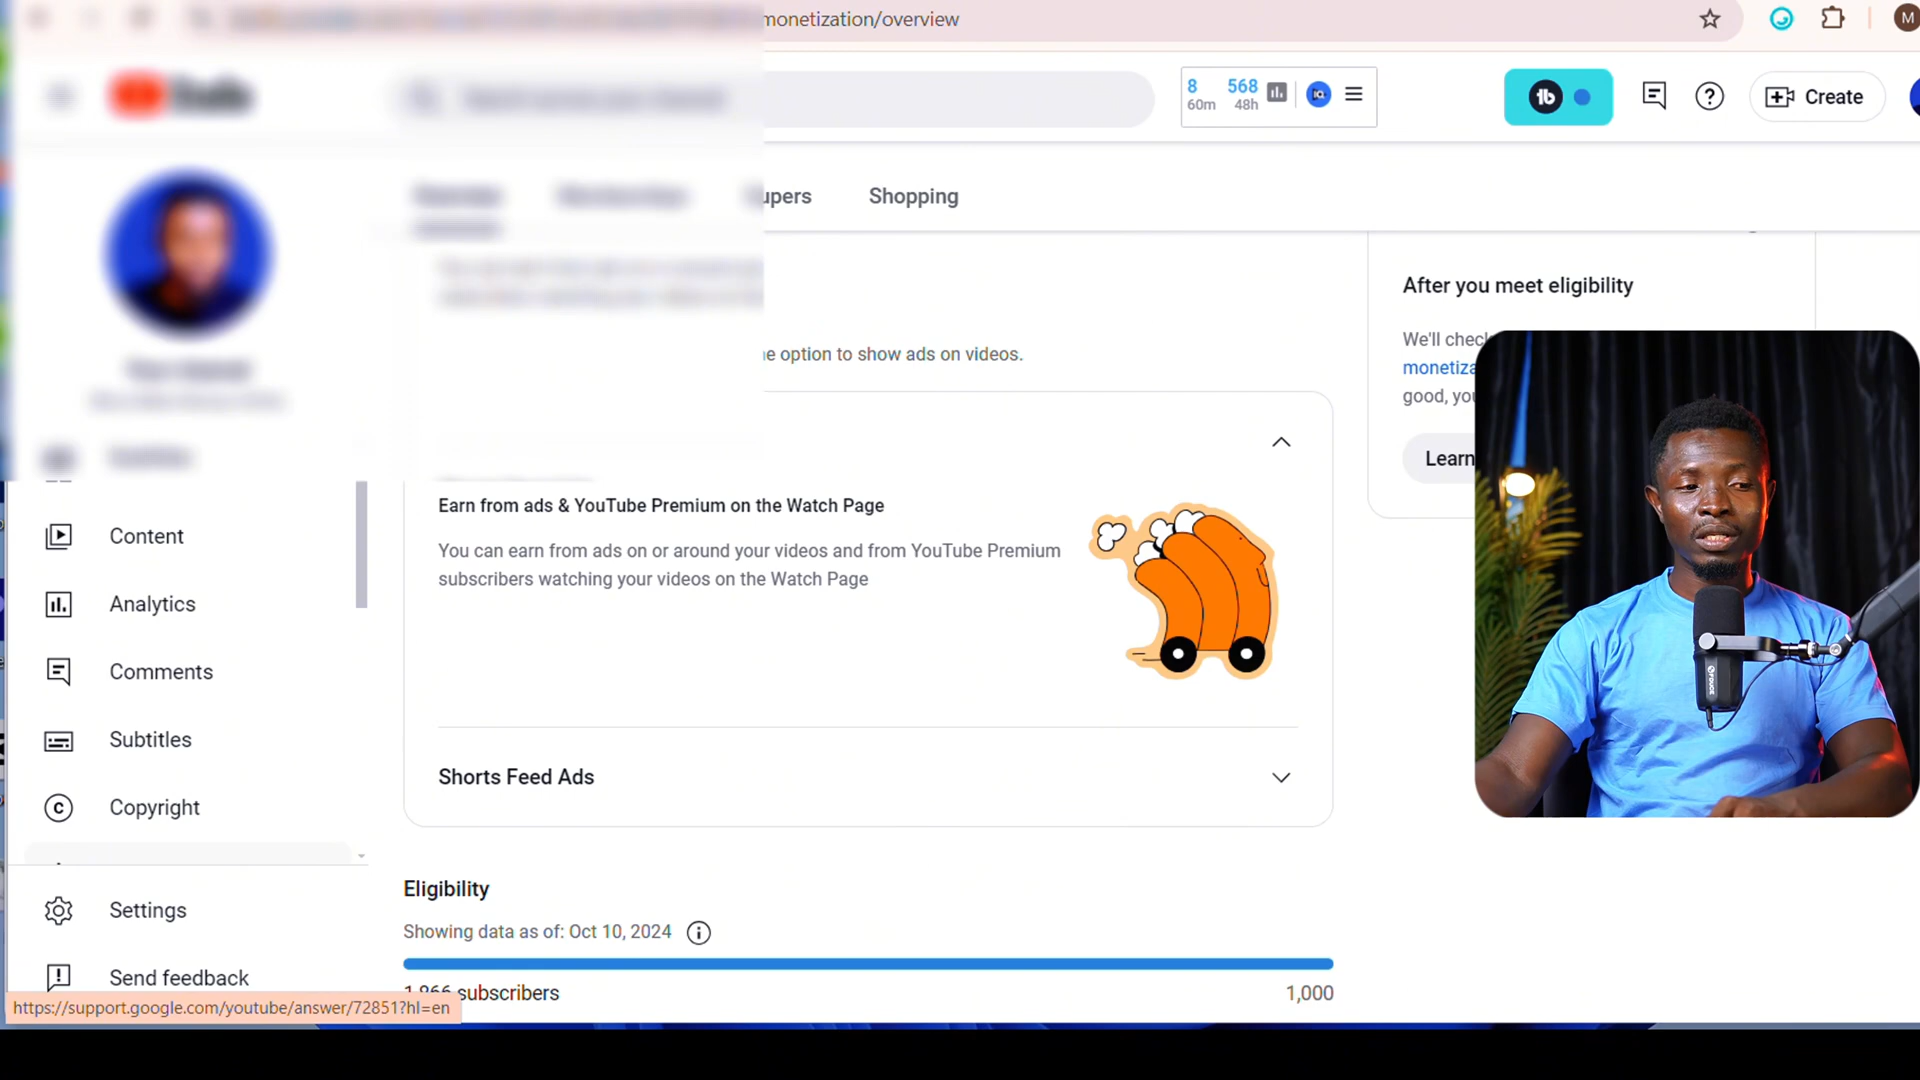 monetization/overview
M
8
60m
568
48h
Create
upers
Shopping
After you meet eligibility
We'll check
monetiza
good, you
Learn
e option to show ads on videos.
Earn from ads & YouTube Premium on the Watch Page
You can earn from ads on or around your videos and from YouTube Premium
subscribers watching your videos on the Watch Page
Shorts Feed Ads
Content
Analytics
Comments
Subtitles
Copyright
Settings
Send feedback
Eligibility
Showing data as of: Oct 10, 2024
1,866 subscribers
1,000
https://support.google.com/youtube/answer/72851?hl=en